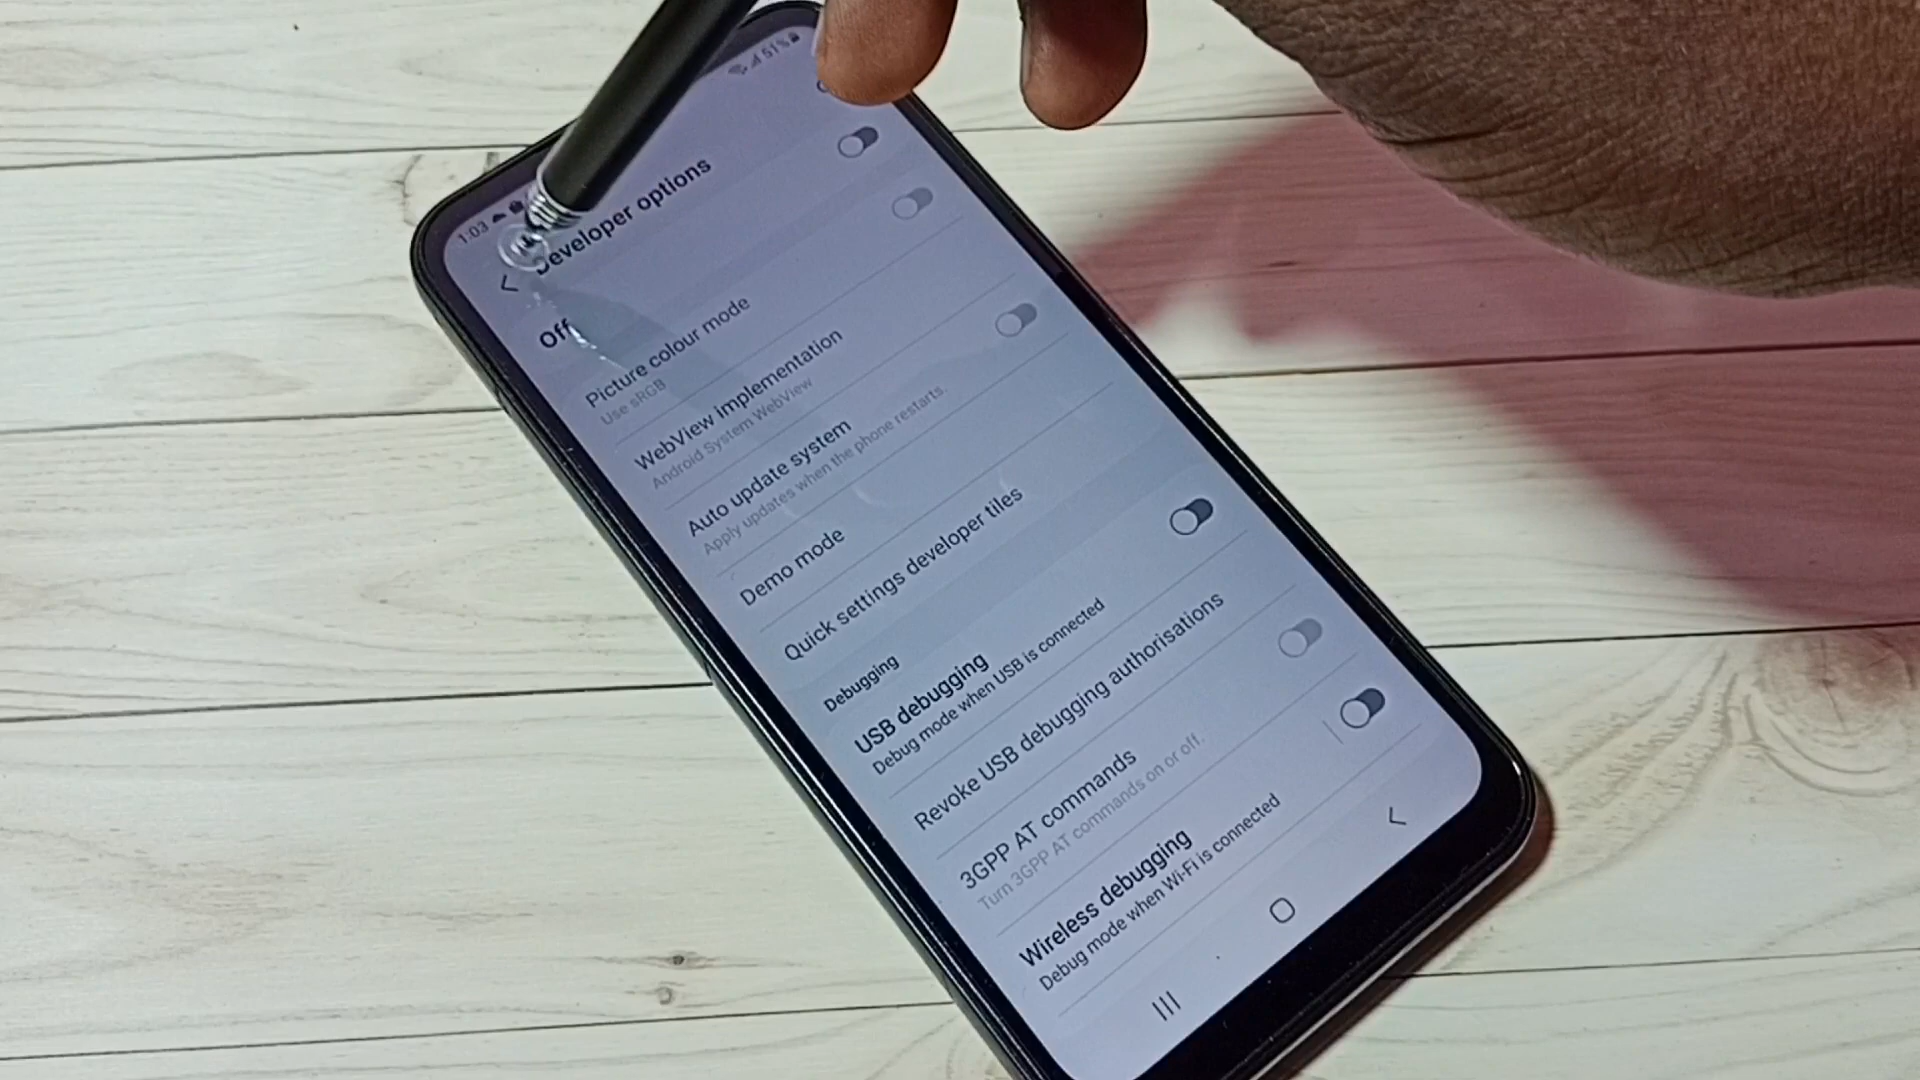 1:03
51%
Developer options
Off
Picture colour mode
Use sRGB
WebView implementation
Android System WebView
Auto update system
Apply updates when the phone restarts.
Demo mode
Quick settings developer tiles
Debugging
USB debugging
Debug mode when USB is connected
Revoke USB debugging authorisations
3GPP AT commands
Turn 3GPP AT commands on or off.
Wireless debugging
Debug mode when Wi-Fi is connected